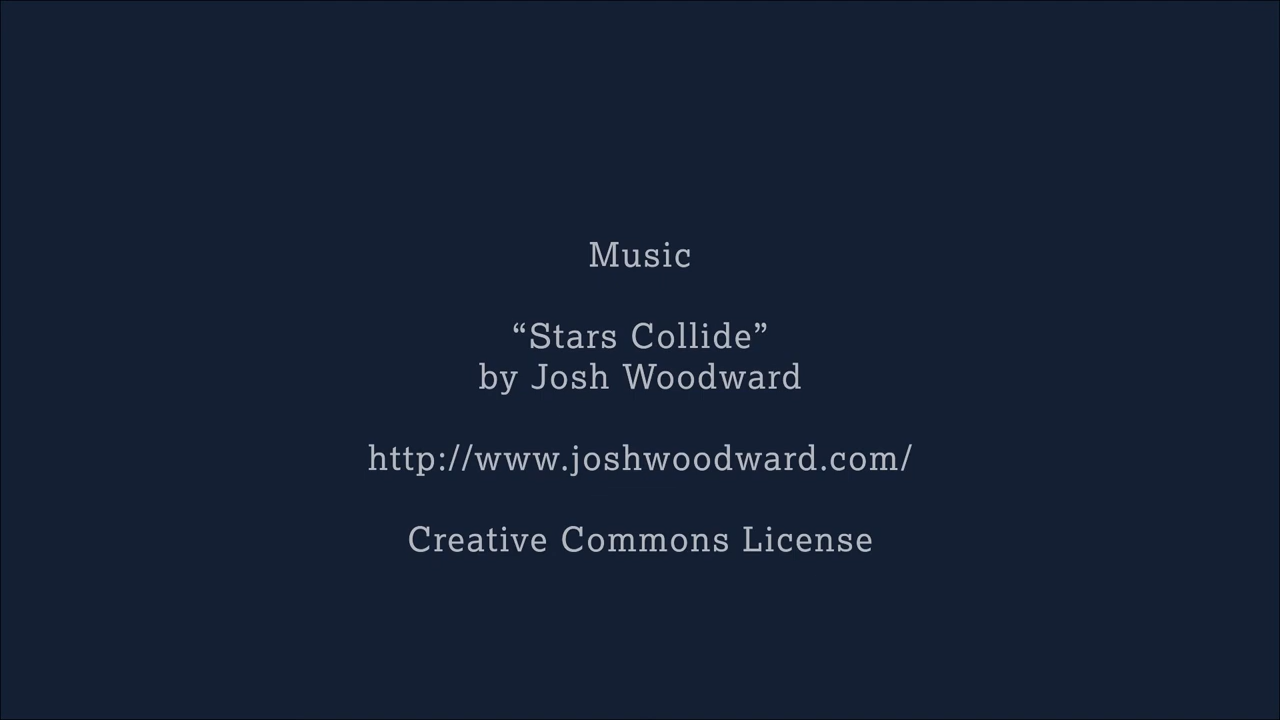 Music
“Stars Collide”
by Josh Woodward
http://www.joshwoodward.com/
Creative Commons License